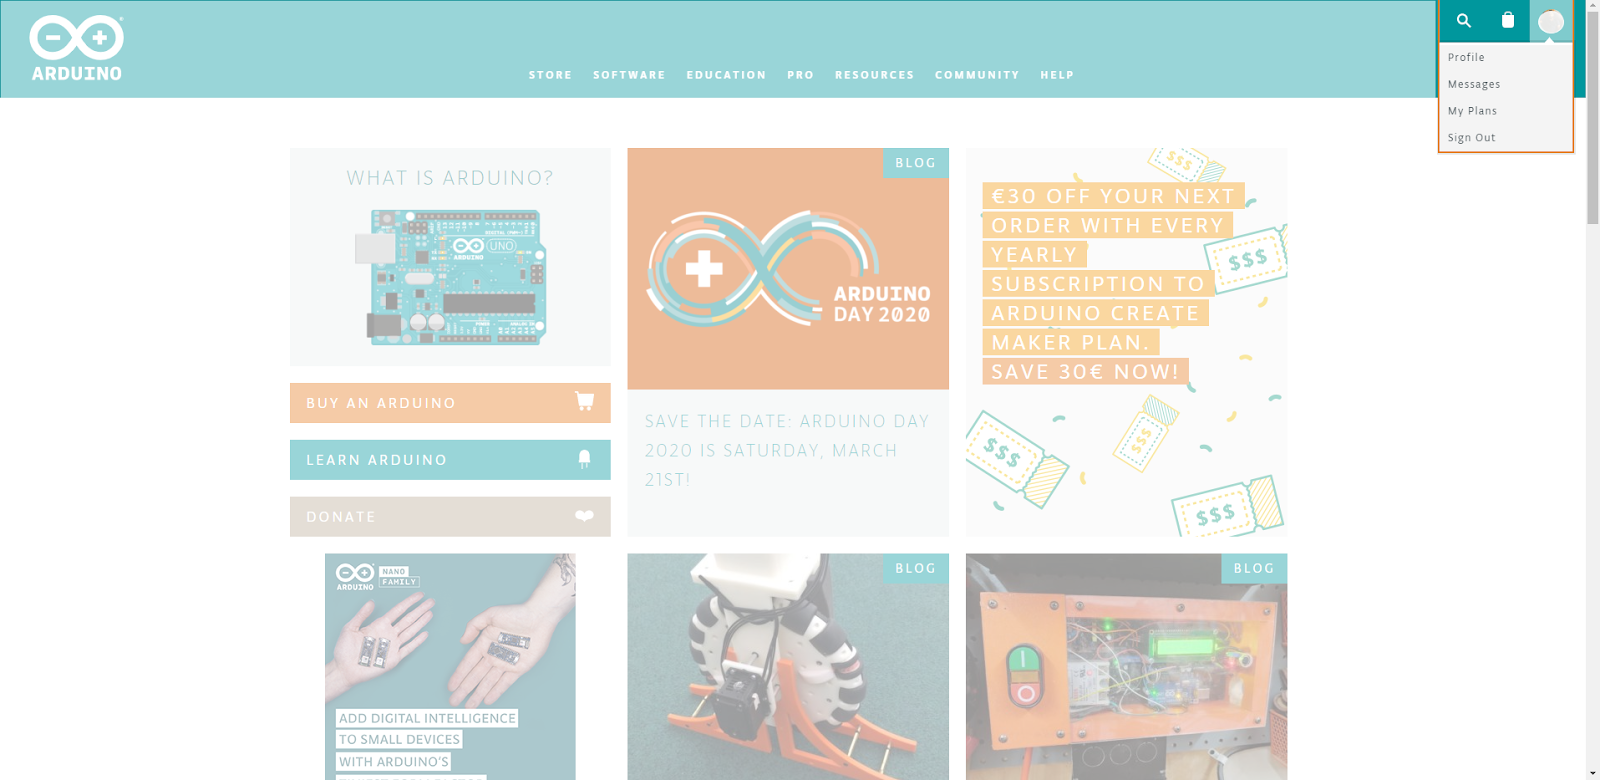 ARDUINO
STORE SOFTWARE EDUCATION PRO RESOURCES COMMUNITY HELP
Profile
Messages
My Plans
Sign Out
WHAT IS ARDUINO?
ARDUINO
UNO
BUY AN ARDUINO
LEARN ARDUINO
DONATE
BLOG
ARDUINO
DAY 2020
SAVE THE DATE: ARDUINO DAY
2020 IS SATURDAY, MARCH
21ST!
€30 OFF YOUR NEXT
ORDER WITH EVERY
YEARLY
SUBSCRIPTION TO
ARDUINO CREATE
MAKER PLAN.
SAVE 30€ NOW!
$$$
$$$
$$$
$$$
$$$
ARDUINO
NANO
FAMILY
ADD DIGITAL INTELLIGENCE
TO SMALL DEVICES
WITH ARDUINO'S
BLOG
BLOG